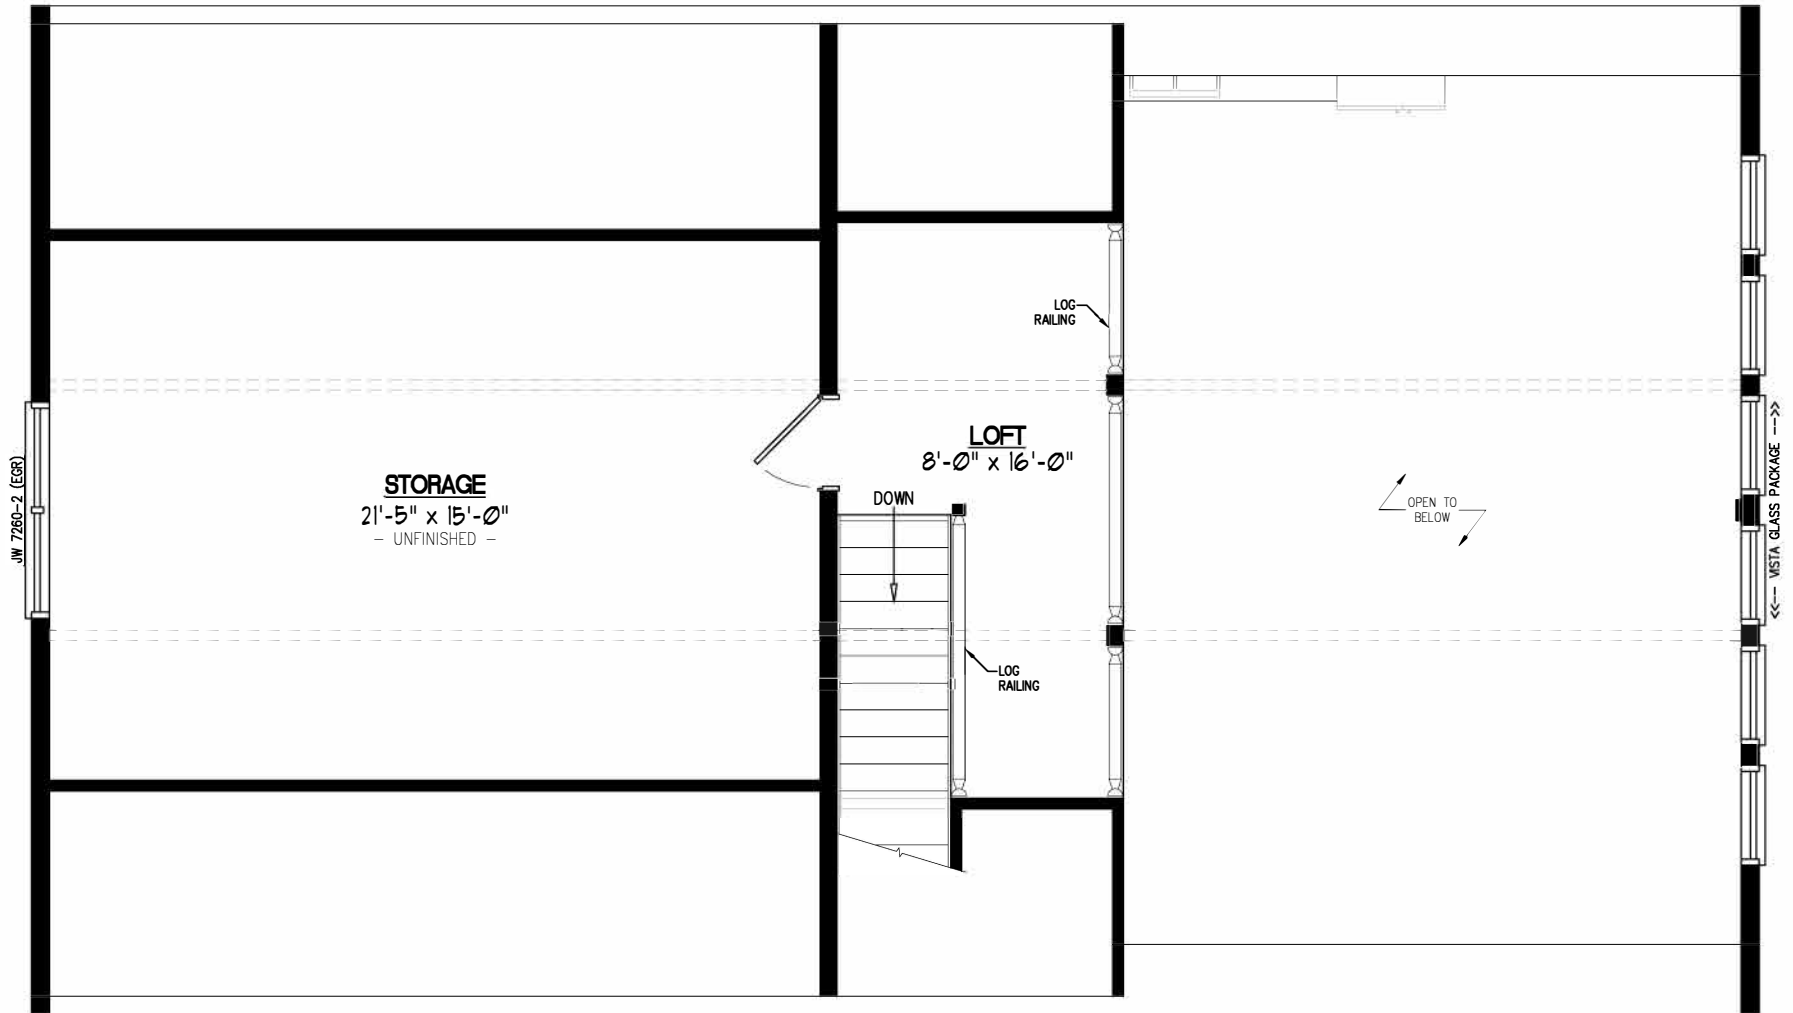 LOG
RAILING
LOFT
8'-0" x 16'-0"
STORAGE
21'-5" x 15'-0"
- UNFINISHED -
DOWN
OPEN TO
BELOW
LOG
RAILING
JW 7260-2 (EGR)
<<-- VISTA GLASS PACKAGE -->>